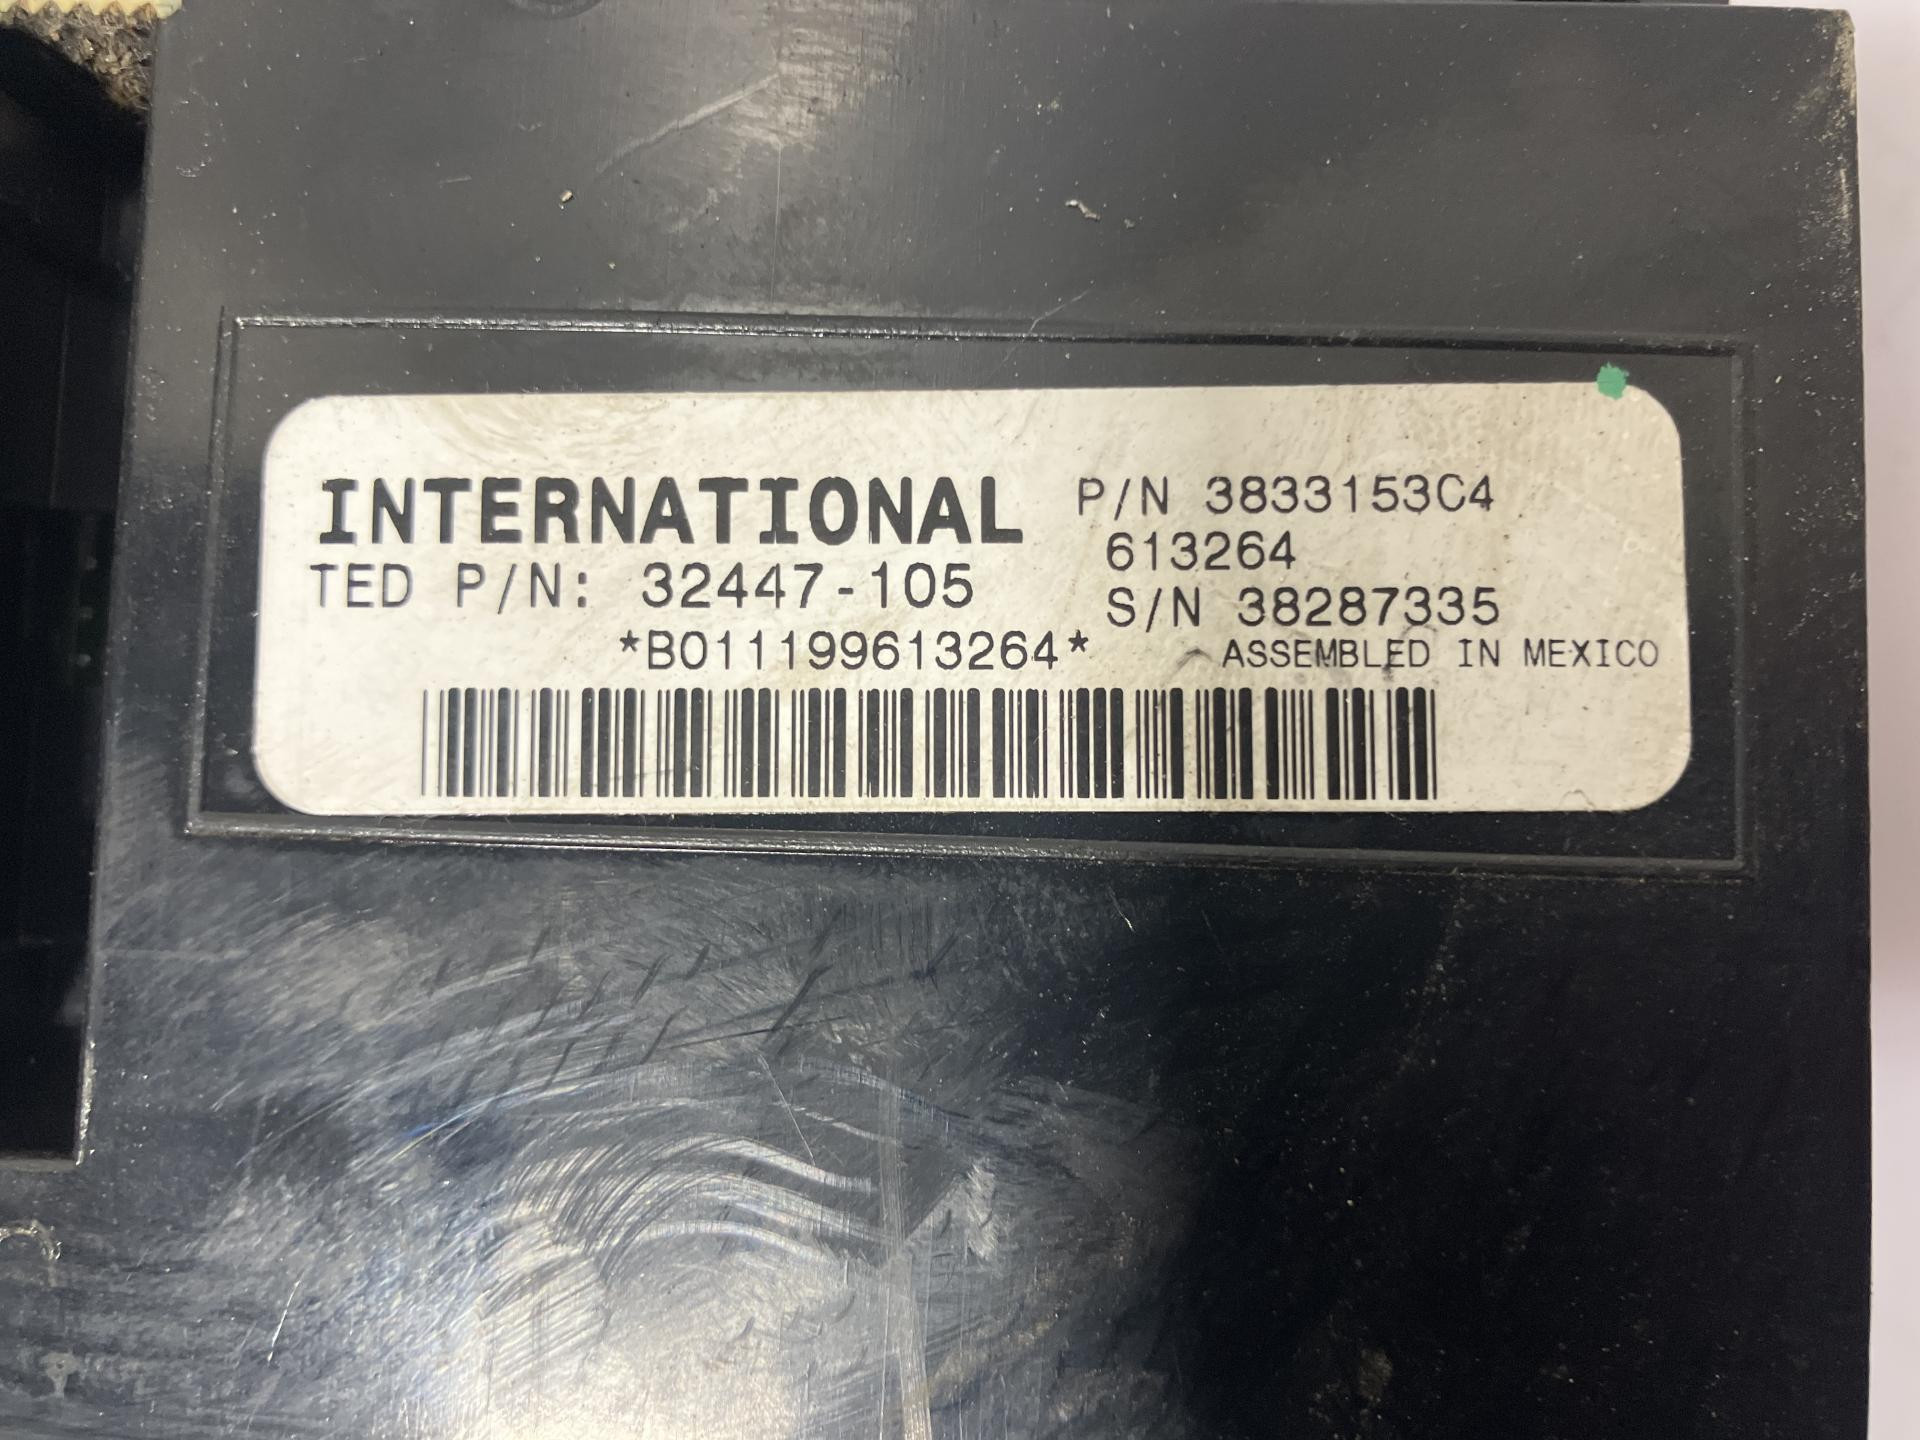 INTERNATIONAL
TED P/N: 32447-105
P/N 3833153C4
613264
S/N 38287335
*B011199613264*
ASSEMBLED IN MEXICO